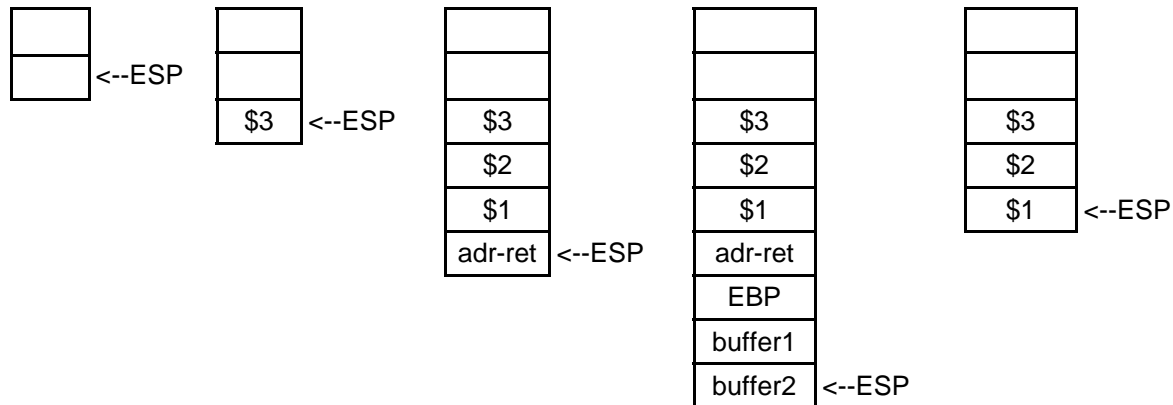 <--ESP
$3 <--ESP
$3
$2
$1
adr-ret <--ESP
$3
$2
$1
adr-ret
EBP
buffer1
buffer2 <--ESP
$3
$2
$1 <--ESP